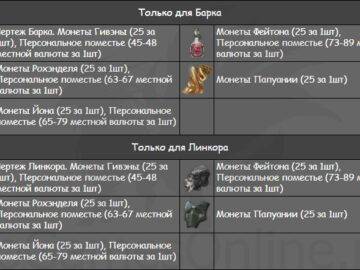 Только для Барка
Чертеж Барка. Монеты Гивэны (25 за
1шт), Персональное поместье (45-48
местной валюты за 1шт)
Монеты Фейтона (25 за 1шт),
Персональное поместье (73-89
местной валюты за 1шт)
Монеты Рохэнделя (25 за 1шт),
Персональное поместье (63-67 местной
валюты за 1шт)
Монеты Папуании (25 за 1шт)
Монеты Йона (25 за 1шт), Персональное
поместье (65-79 местной валюты за 1шт)
Только для Линкора
Чертеж Линкора. Монеты Гивэны (25 за
1шт), Персональное поместье (45-48
местной валюты за 1шт)
Монеты Фейтона (25 за 1шт),
Персональное поместье (73-89
местной валюты за 1шт)
Монеты Рохэнделя (25 за 1шт),
Персональное поместье (63-67 местной
валюты за 1шт)
Монеты Папуании (25 за 1шт)
Монеты Йона (25 за 1шт), Персональное
поместье (65-79 местной валюты за 1шт)